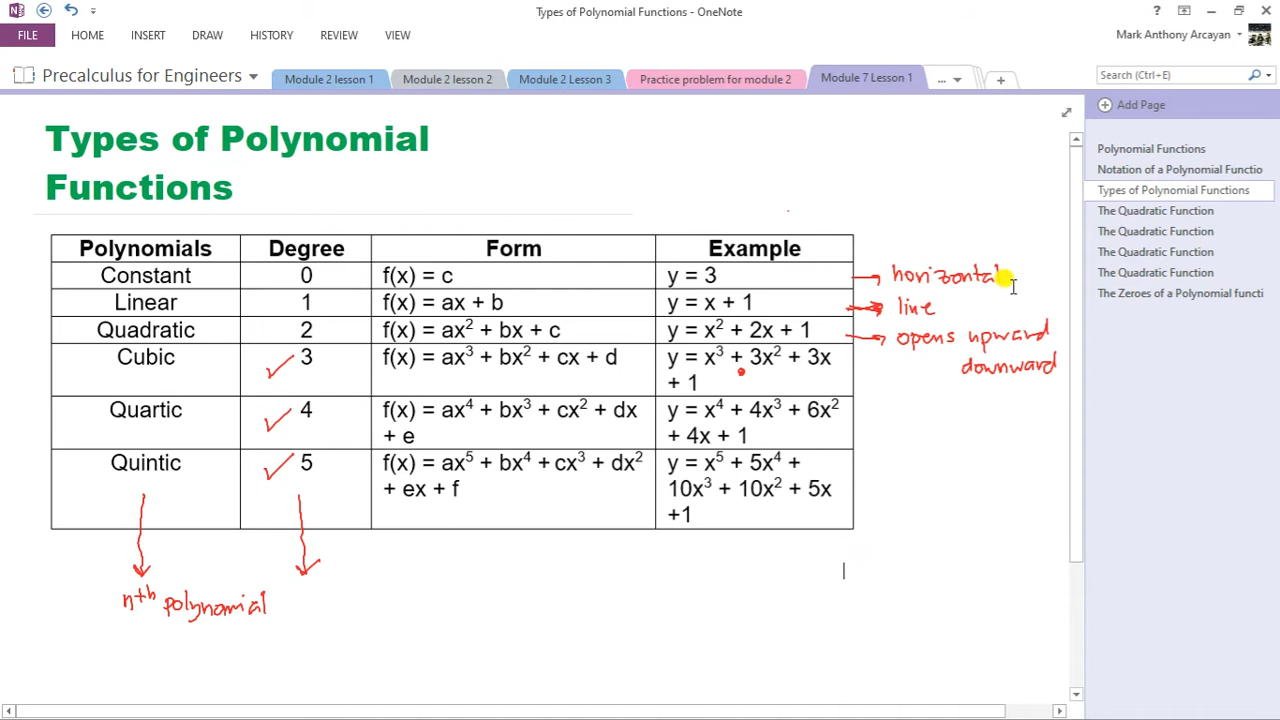 Types of Polynomial Functions - OneNote
?
FILE
HOME
INSERT
DRAW
HISTORY
REVIEW
VIEW
Mark Anthony Arcayan
Precalculus for Engineers
Module 2 lesson 1
Module 2 lesson 2
Module 2 Lesson 3
Practice problem for module 2
Module 7 Lesson 1
...
Search (Ctrl+E)
Add Page
Polynomial Functions
Notation of a Polynomial Functio
Types of Polynomial Functions
The Quadratic Function
The Quadratic Function
The Quadratic Function
The Quadratic Function
The Zeroes of a Polynomial functi
Types of Polynomial
Functions
Polynomials Degree Form Example
Constant 0 f(x) = c y = 3
horizontal
Linear 1 f(x) = ax + b y = x + 1
line
Quadratic 2 f(x) = ax² + bx + c y = x² + 2x + 1
opens upward
downward
Cubic 3 f(x) = ax³ + bx² + cx + d y = x³ + 3x² + 3x
+ 1
Quartic 4 f(x) = ax⁴ + bx³ + cx² + dx y = x⁴ + 4x³ + 6x²
+ e + 4x + 1
Quintic 5 f(x) = ax⁵ + bx⁴ + cx³ + dx² y = x⁵ + 5x⁴ +
+ ex + f 10x³ + 10x² + 5x
+1
nth polynomial